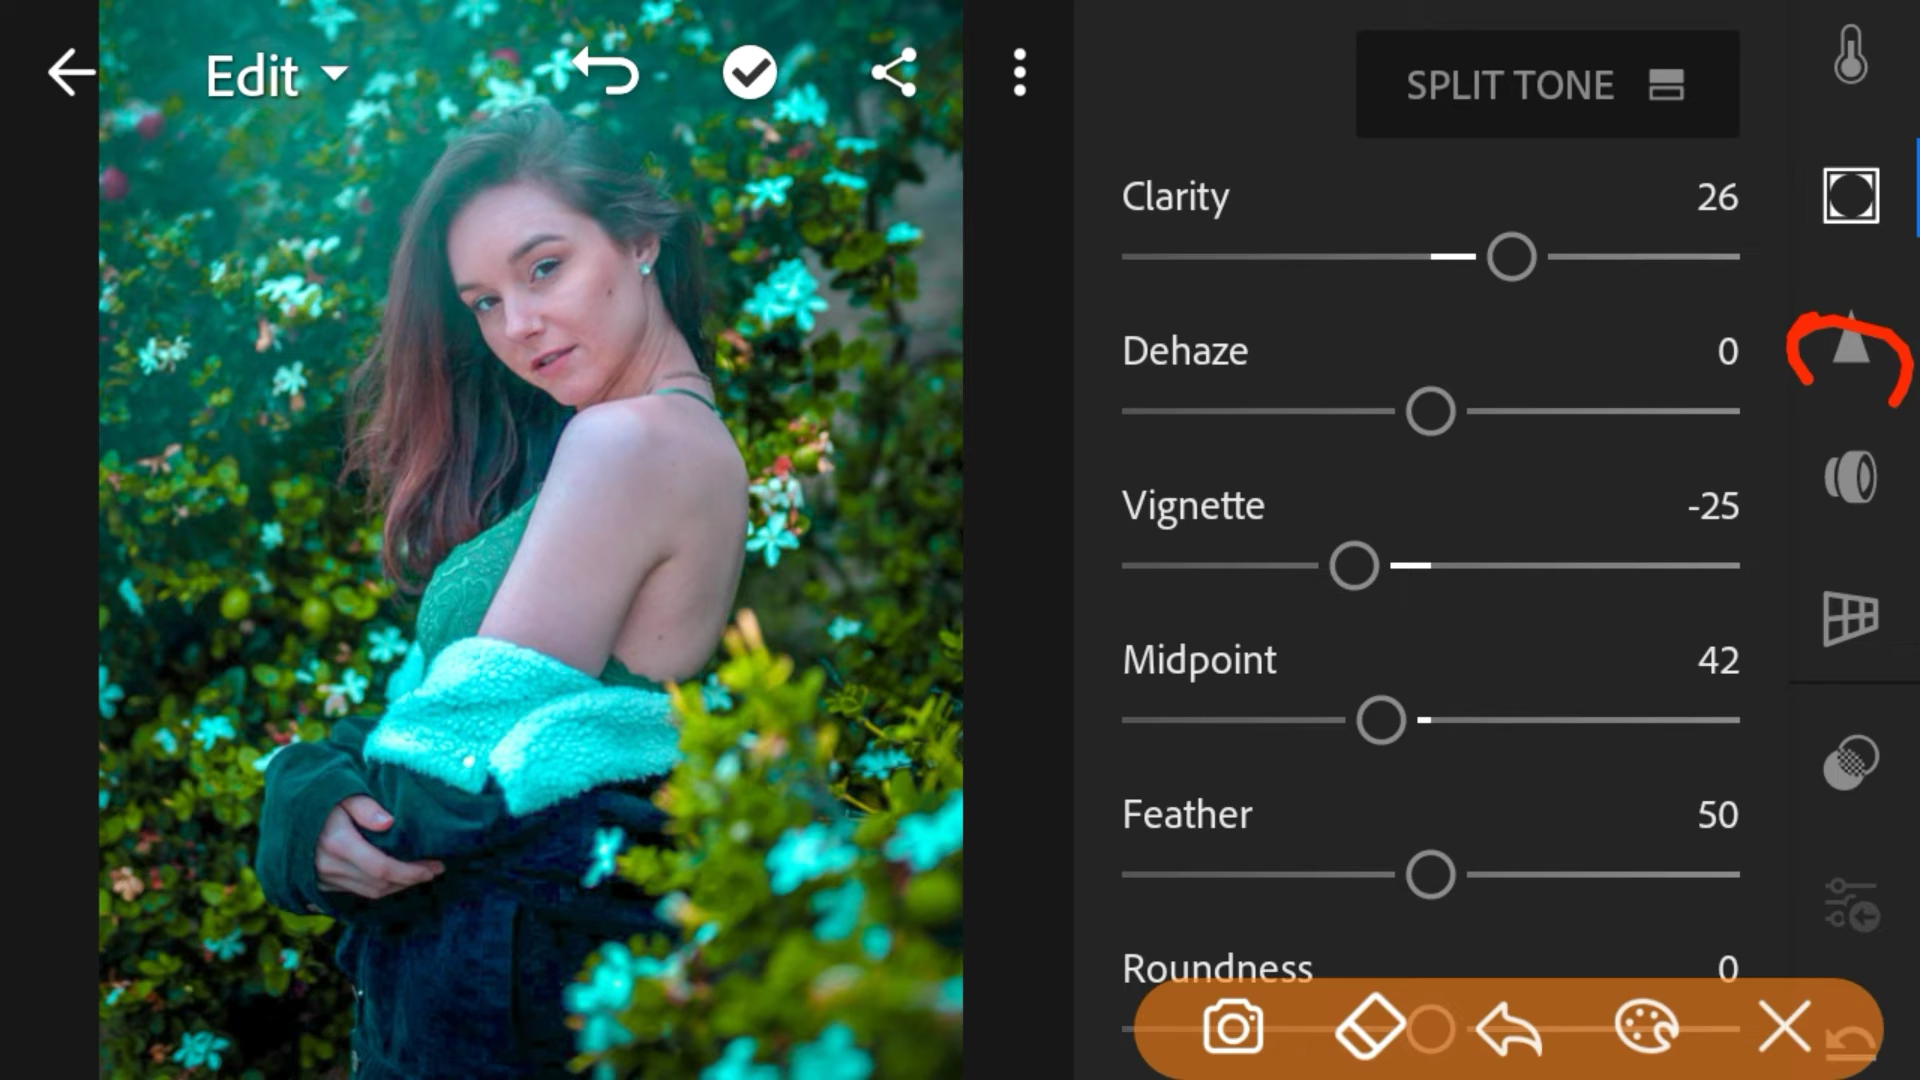 Edit
SPLIT TONE
Clarity 26
Dehaze 0
Vignette -25
Midpoint 42
Feather 50
Roundness 0